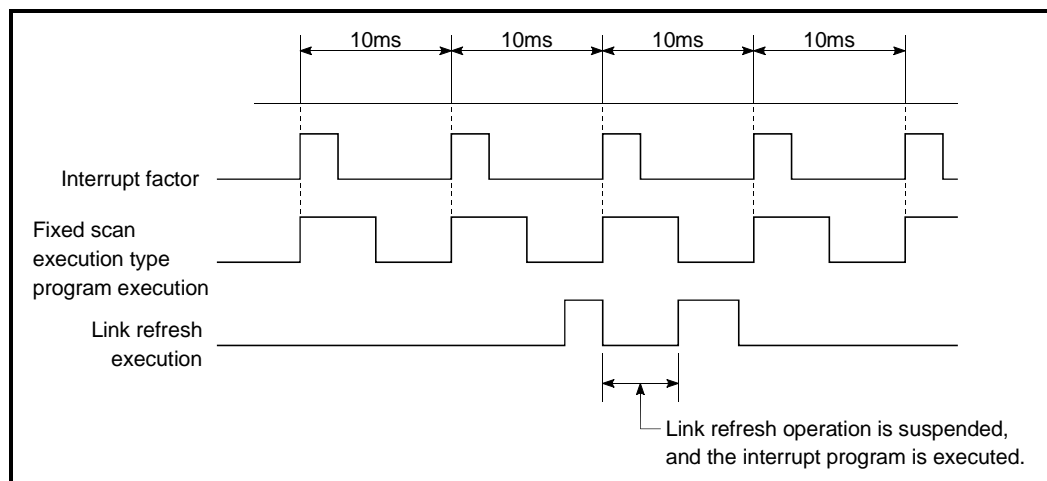 10ms 10ms 10ms 10ms
Interrupt factor
Fixed scan
execution type
program execution
Link refresh
execution
Link refresh operation is suspended,
and the interrupt program is executed.